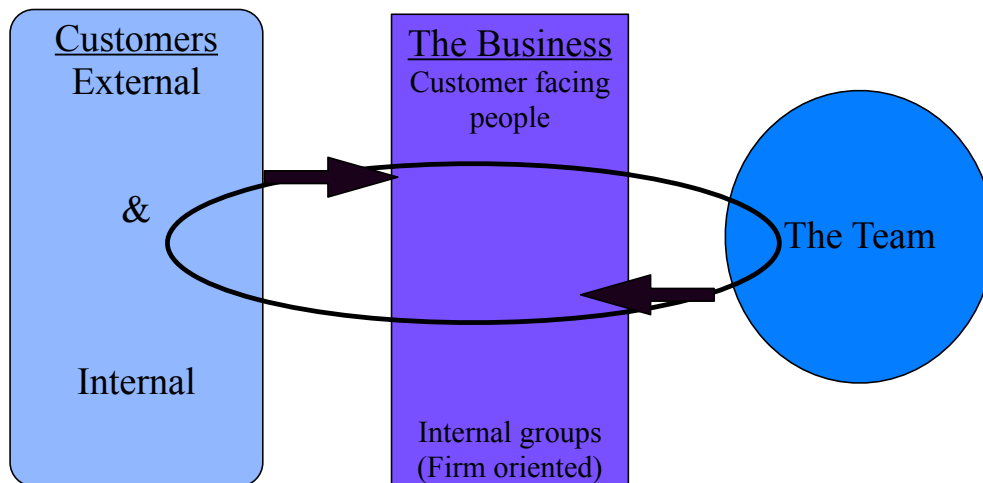 Customers
External
&
Internal
The Business
Customer facing
people
Internal groups
(Firm oriented)
The Team